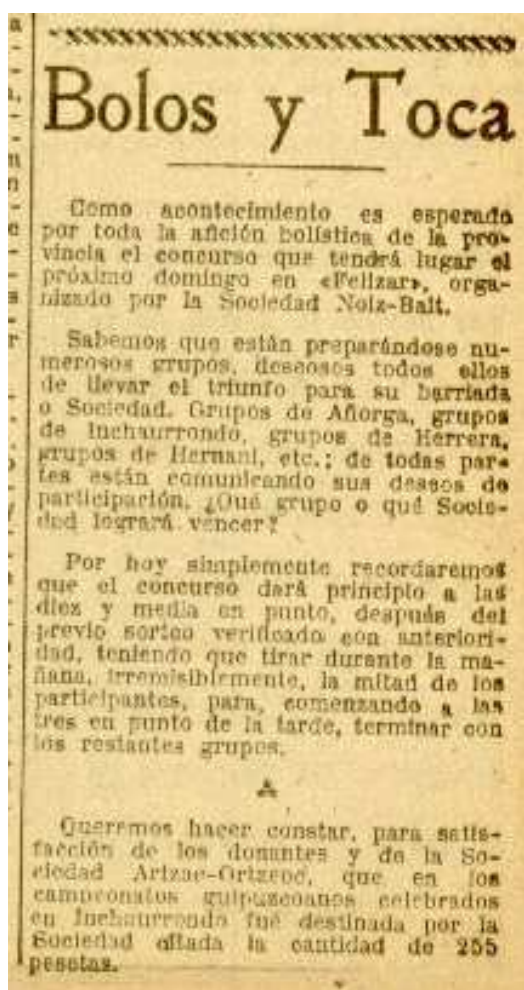 Bolos y Toca
Como acontecimiento es esperado
por toda la afición bolística de la pro-
vincia el concurso que tendrá lugar el
próximo domingo en «Felizar», orga-
nizado por la Sociedad Noiz-Bait.
Sabemos que están preparándose nu-
merosos grupos, deseosos todos ellos
de llevar el triunfo para su barriada
o Sociedad. Grupos de Añorga, grupos
de Inchaurrondo, grupos de Herrera,
grupos de Hernani, etc.; de todas par-
tes están comunicando sus deseos de
participación. ¿Qué grupo o qué Socie-
dad logrará vencer?
Por hoy simplemente recordaremos
que el concurso dará principio a las
diez y media en punto, después del
previo sorteo verificado con anteriori-
dad, teniendo que tirar durante la ma-
ñana, irremisiblemente, la mitad de los
participantes, para, comenzando a las
tres en punto de la tarde, terminar con
los restantes grupos.
Queremos hacer constar, para satis-
facción de los donantes y de la So-
ciedad que en los
campeonatos guipuzcoanos celebrados
en Inchaurrondo fué destinada por la
Sociedad citada la cantidad de 255
pesetas.